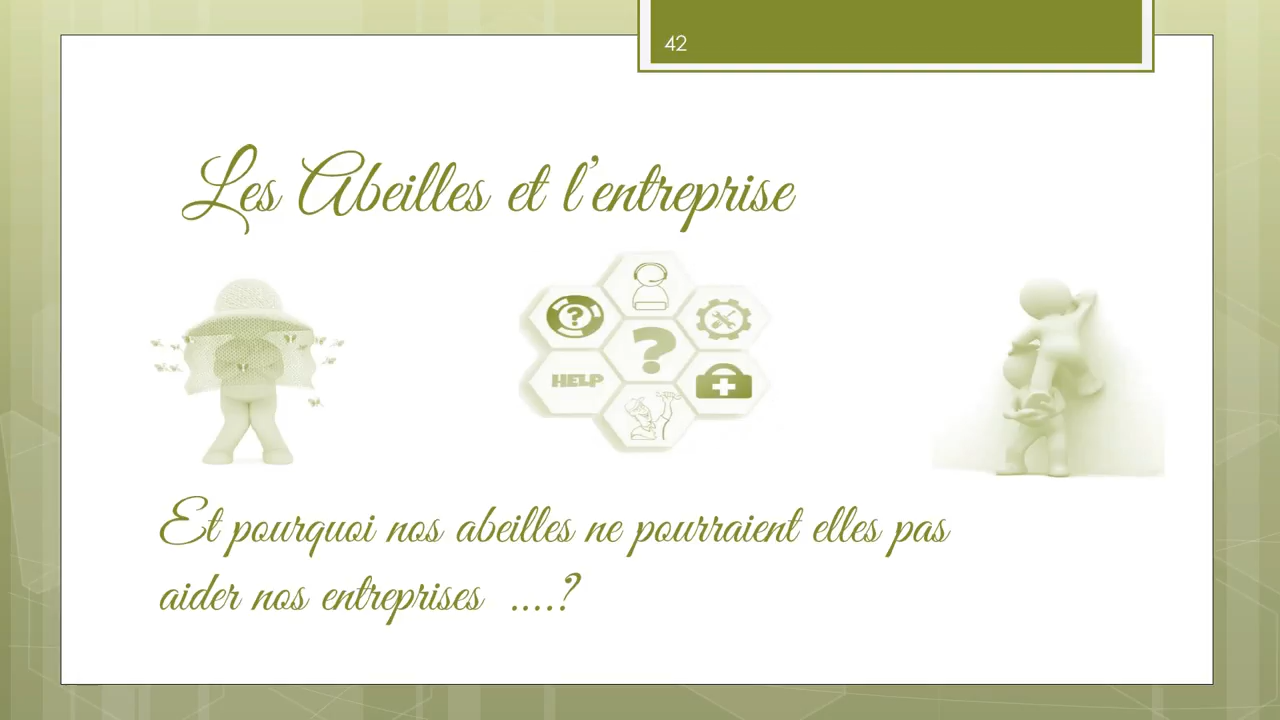 42
Les Abeilles et l'entreprise
?
?
HELP
Et pourquoi nos abeilles ne pourraient elles pas
aider nos entreprises ....?